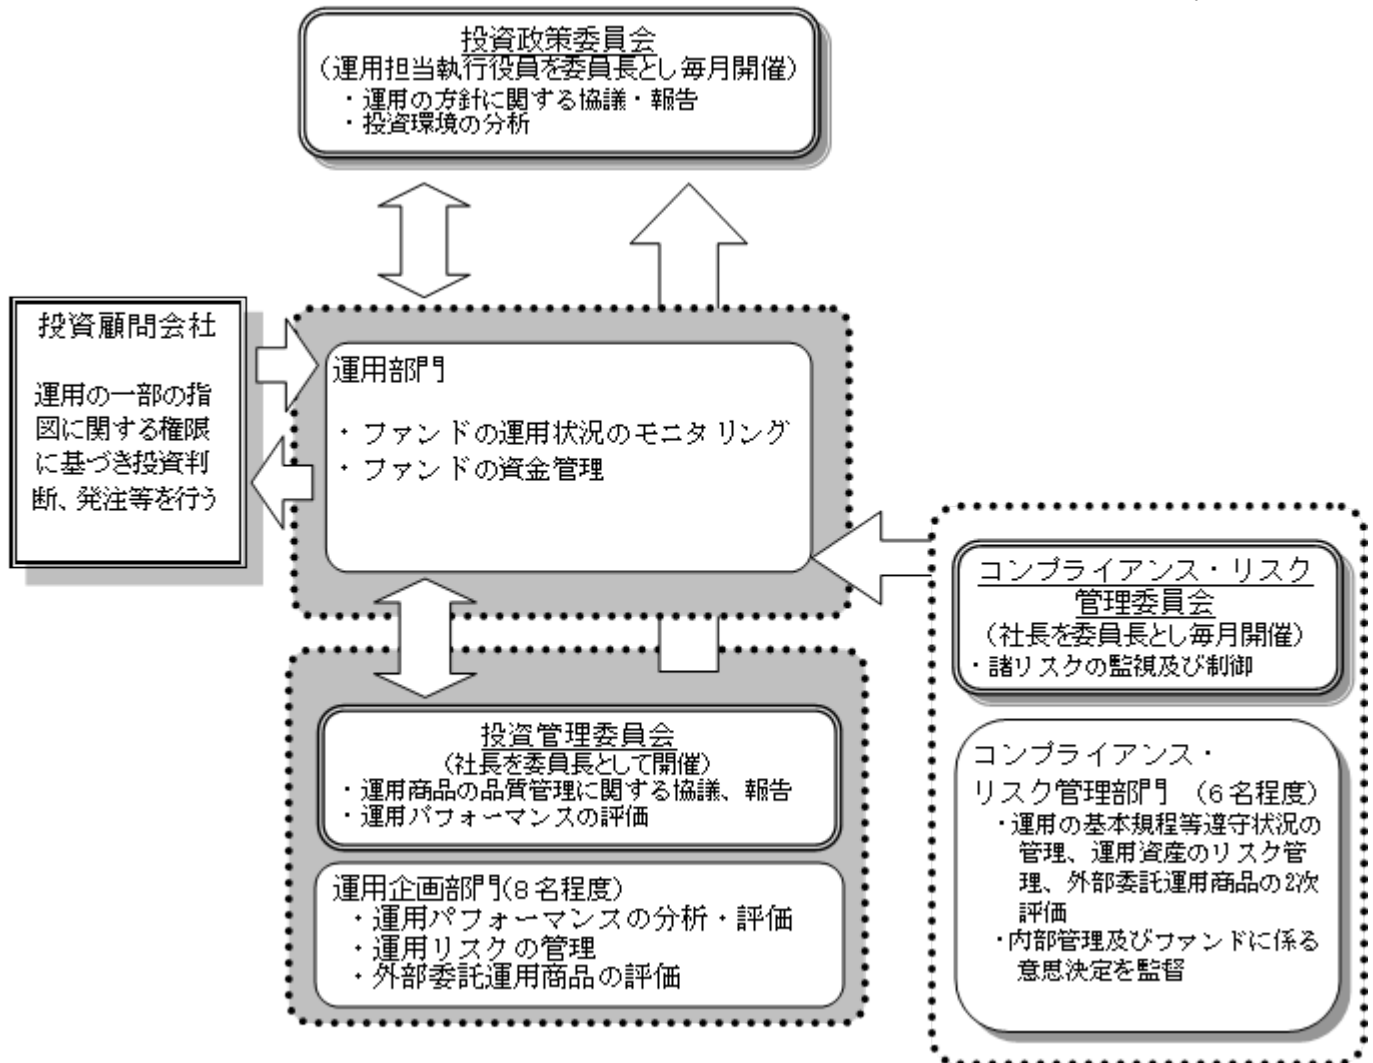 投資政策委員会
（運用担当執行役員を委員長とし毎月開催）
・運用の方針に関する協議・報告
・投資環境の分析
投資顧問会社
運用の一部の指
図に関する権限
に基づき投資判
断、発注等を行う
運用部門
・ファンドの運用状況のモニタリング
・ファンドの資金管理
投資管理委員会
（社長を委員長として開催）
・運用商品の品質管理に関する協議、報告
・運用パフォーマンスの評価
運用企画部門（8名程度）
・運用パフォーマンスの分析・評価
・運用リスクの管理
・外部委託運用商品の評価
コンプライアンス・リスク
管理委員会
（社長を委員長とし毎月開催）
・諸リスクの監視及び制御
コンプライアンス・
リスク管理部門　（6名程度）
・運用の基本規程等遵守状況の
管理、運用資産のリスク管
理、外部委託運用商品の2次
評価
・内部管理及びファンドに係る
意思決定を監督